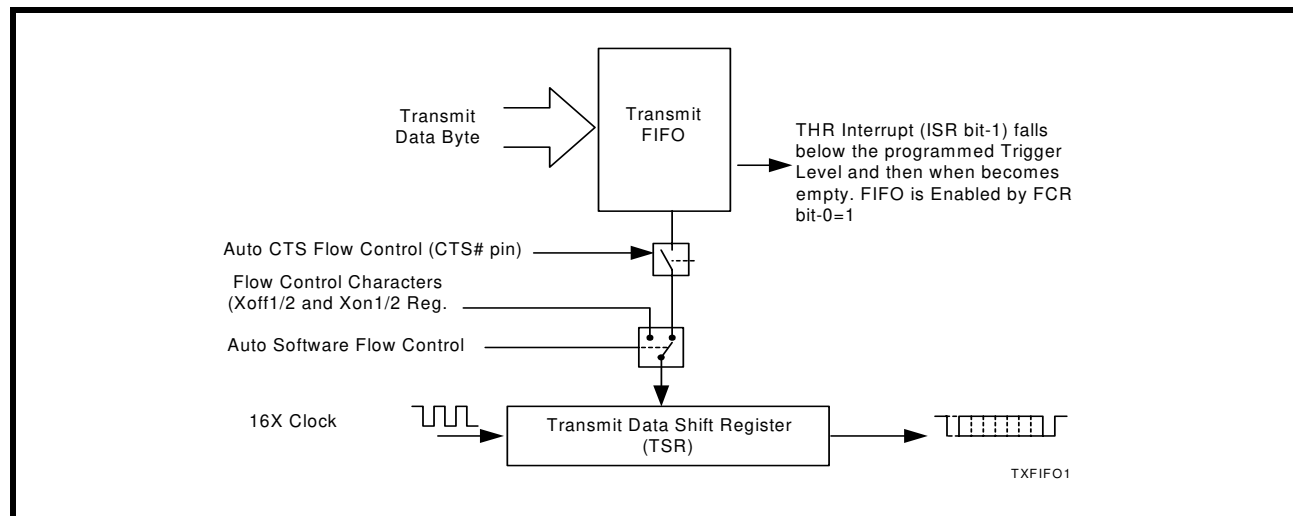 Transmit
Data Byte
Transmit
FIFO
THR Interrupt (ISR bit-1) falls
below the programmed Trigger
Level and then when becomes
empty. FIFO is Enabled by FCR
bit-0=1
Auto CTS Flow Control (CTS# pin)
Flow Control Characters
(Xoff1/2 and Xon1/2 Reg.
Auto Software Flow Control
16X Clock
Transmit Data Shift Register
(TSR)
TXFIFO1